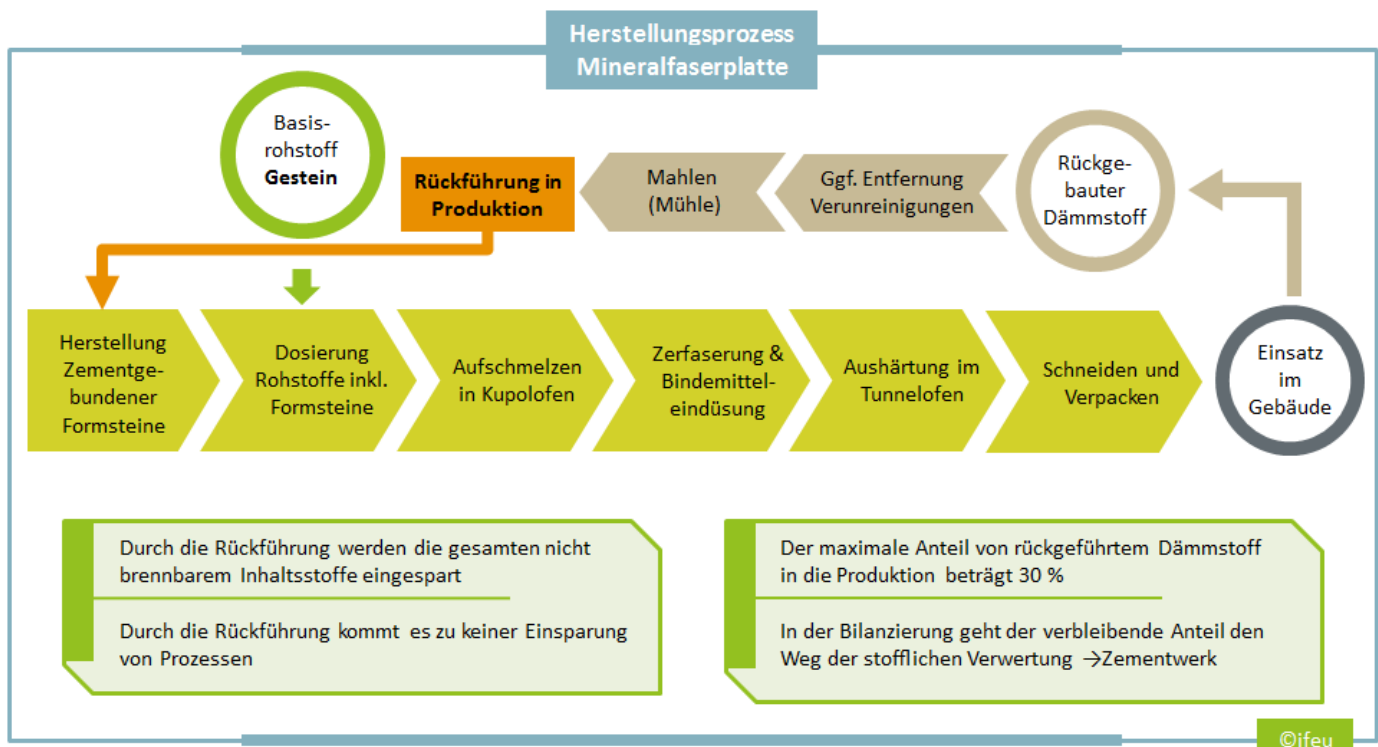 Herstellungsprozess
Mineralfaserplatte
Basis-
rohstoff
Gestein
Rückführung in
Produktion
Mahlen
(Mühle)
Ggf. Entfernung
Verunreinigungen
Rückge-
bauter
Dämmstoff
Herstellung
Zementge-
bundener
Formsteine
Dosierung
Rohstoffe inkl.
Formsteine
Aufschmelzen
in Kupolofen
Zerfaserung &
Bindemittel-
eindüsung
Aushärtung im
Tunnelofen
Schneiden und
Verpacken
Einsatz
im
Gebäude
Durch die Rückführung werden die gesamten nicht
brennbarem Inhaltsstoffe eingespart
Durch die Rückführung kommt es zu keiner Einsparung
von Prozessen
Der maximale Anteil von rückgeführtem Dämmstoff
in die Produktion beträgt 30 %
In der Bilanzierung geht der verbleibende Anteil den
Weg der stofflichen Verwertung →Zementwerk
©ifeu